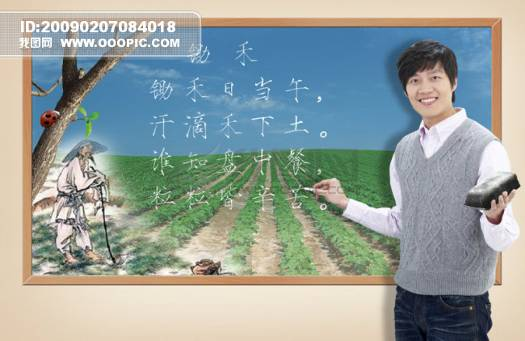 ID:20090207084018
我图网 www.ooopic.com
锄 禾
锄禾日当午，
汗滴禾下土。
谁知盘中餐，
粒粒皆辛苦。